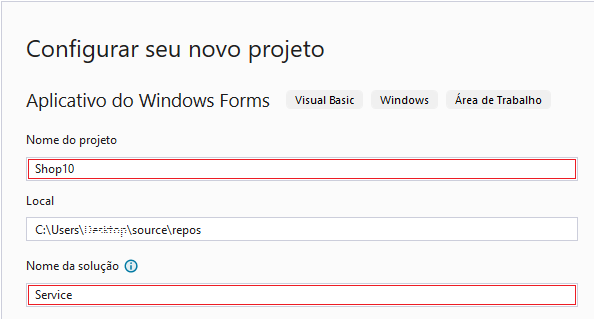 Configurar seu novo projeto
Aplicativo do Windows Forms Visual Basic Windows Área de Trabalho
Nome do projeto
Shop10
Local
C:\Users\Desktop\source\repos
Nome da solução
Service